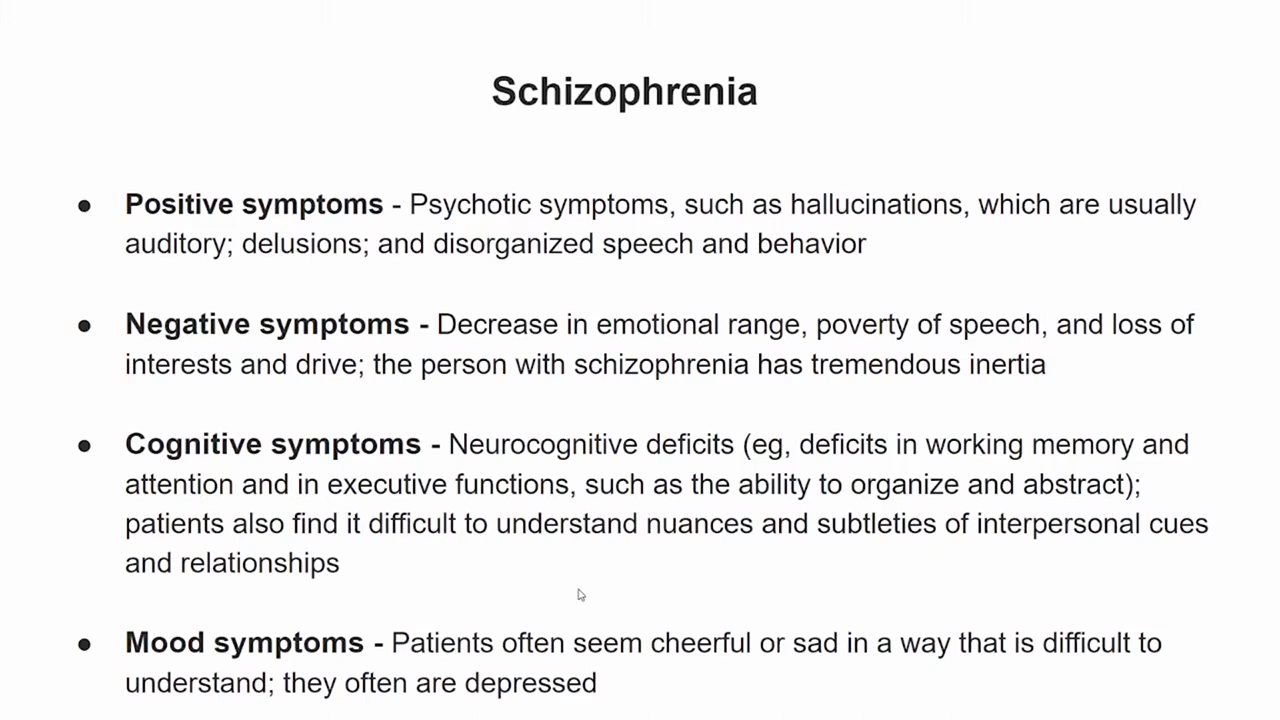 Schizophrenia
● Positive symptoms - Psychotic symptoms, such as hallucinations, which are usually
auditory; delusions; and disorganized speech and behavior
● Negative symptoms - Decrease in emotional range, poverty of speech, and loss of
interests and drive; the person with schizophrenia has tremendous inertia
● Cognitive symptoms - Neurocognitive deficits (eg, deficits in working memory and
attention and in executive functions, such as the ability to organize and abstract);
patients also find it difficult to understand nuances and subtleties of interpersonal cues
and relationships
● Mood symptoms - Patients often seem cheerful or sad in a way that is difficult to
understand; they often are depressed